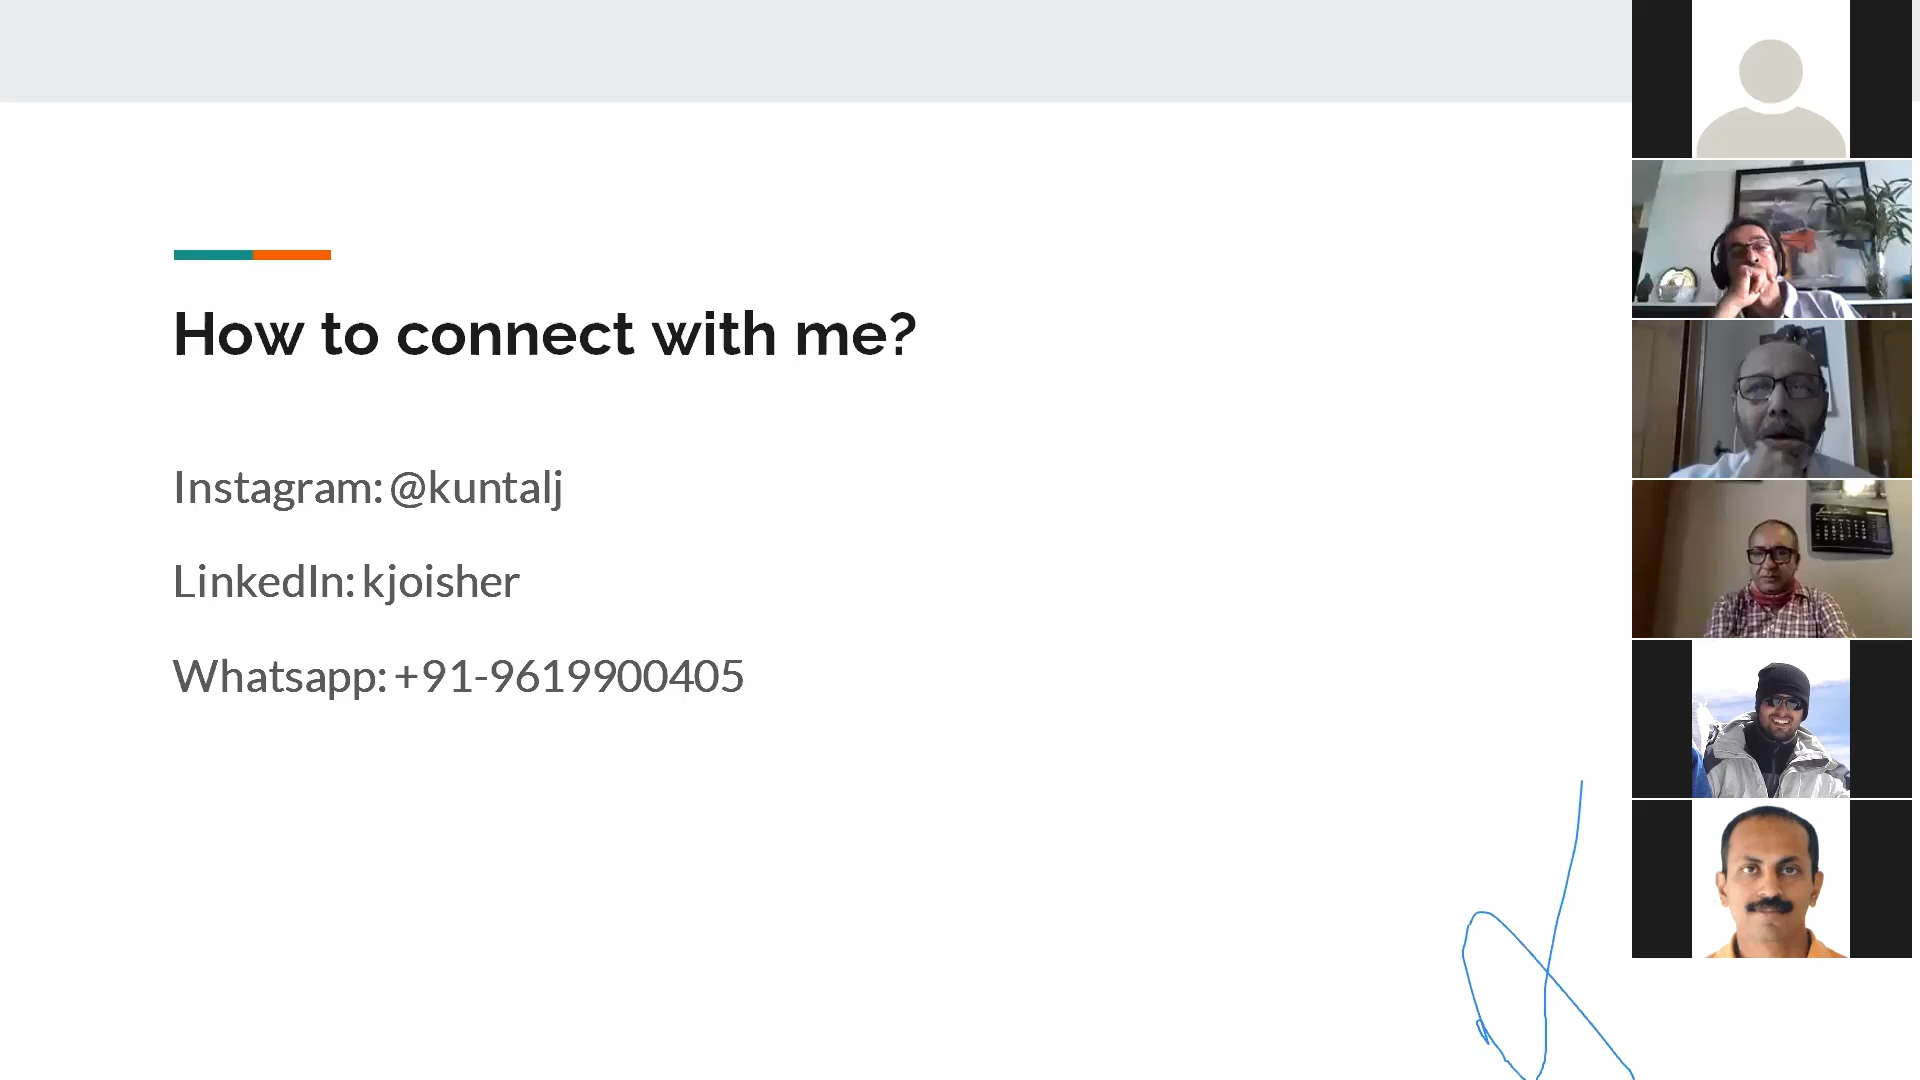 How to connect with me?
Instagram: @kuntalj
LinkedIn: kjoisher
Whatsapp: +91-9619900405